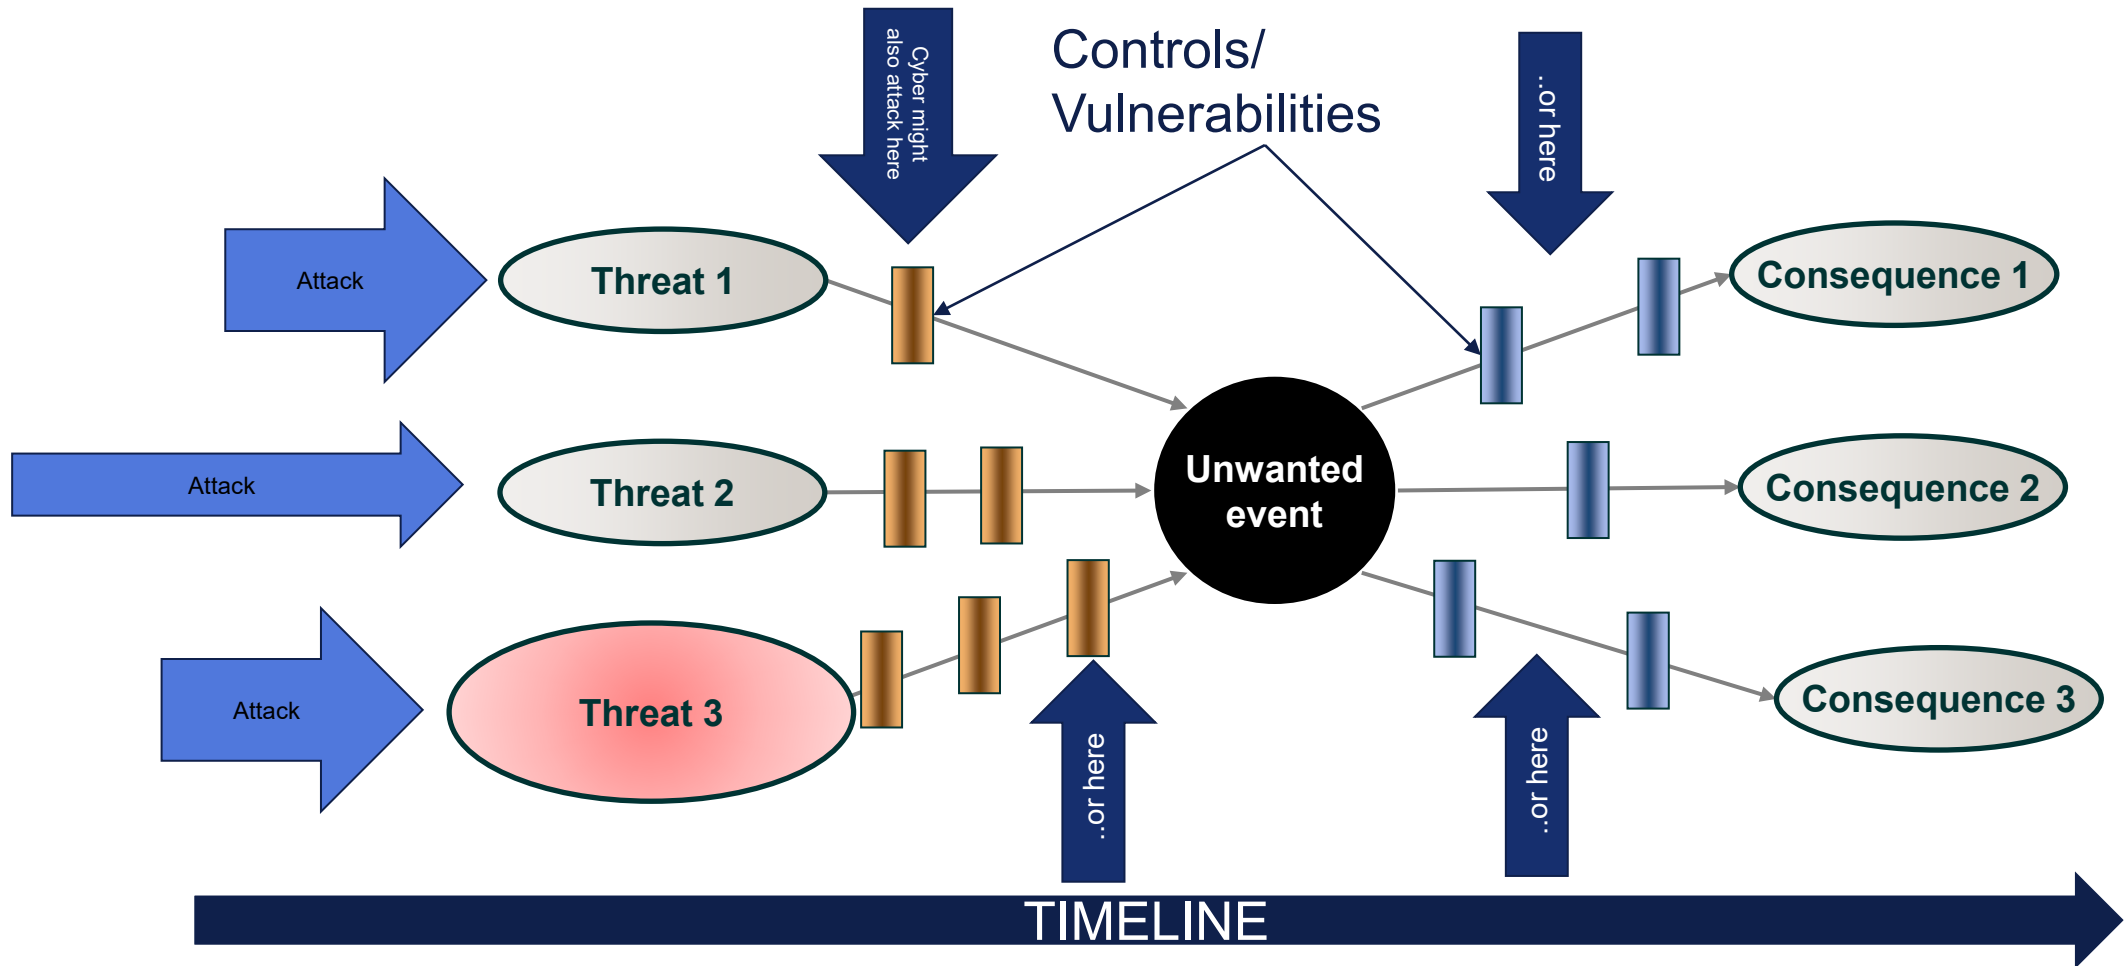 Cyber might
also attack here
Controls/
Vulnerabilities
..or here
Attack
Threat 1
Consequence 1
Attack
Threat 2
Unwanted
event
Consequence 2
Attack
Threat 3
Consequence 3
..or here
..or here
TIMELINE